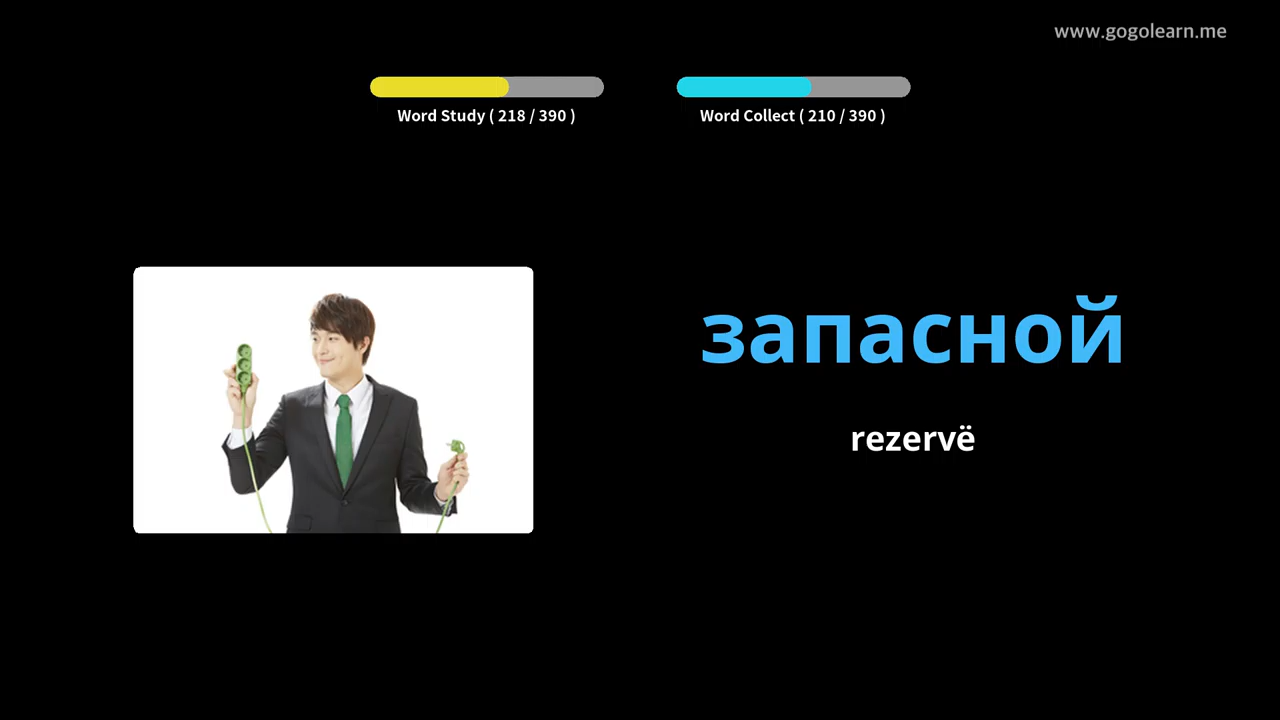 www.gogolearn.me
Word Study ( 218 / 390 )
Word Collect ( 210 / 390 )
запасной
rezervë